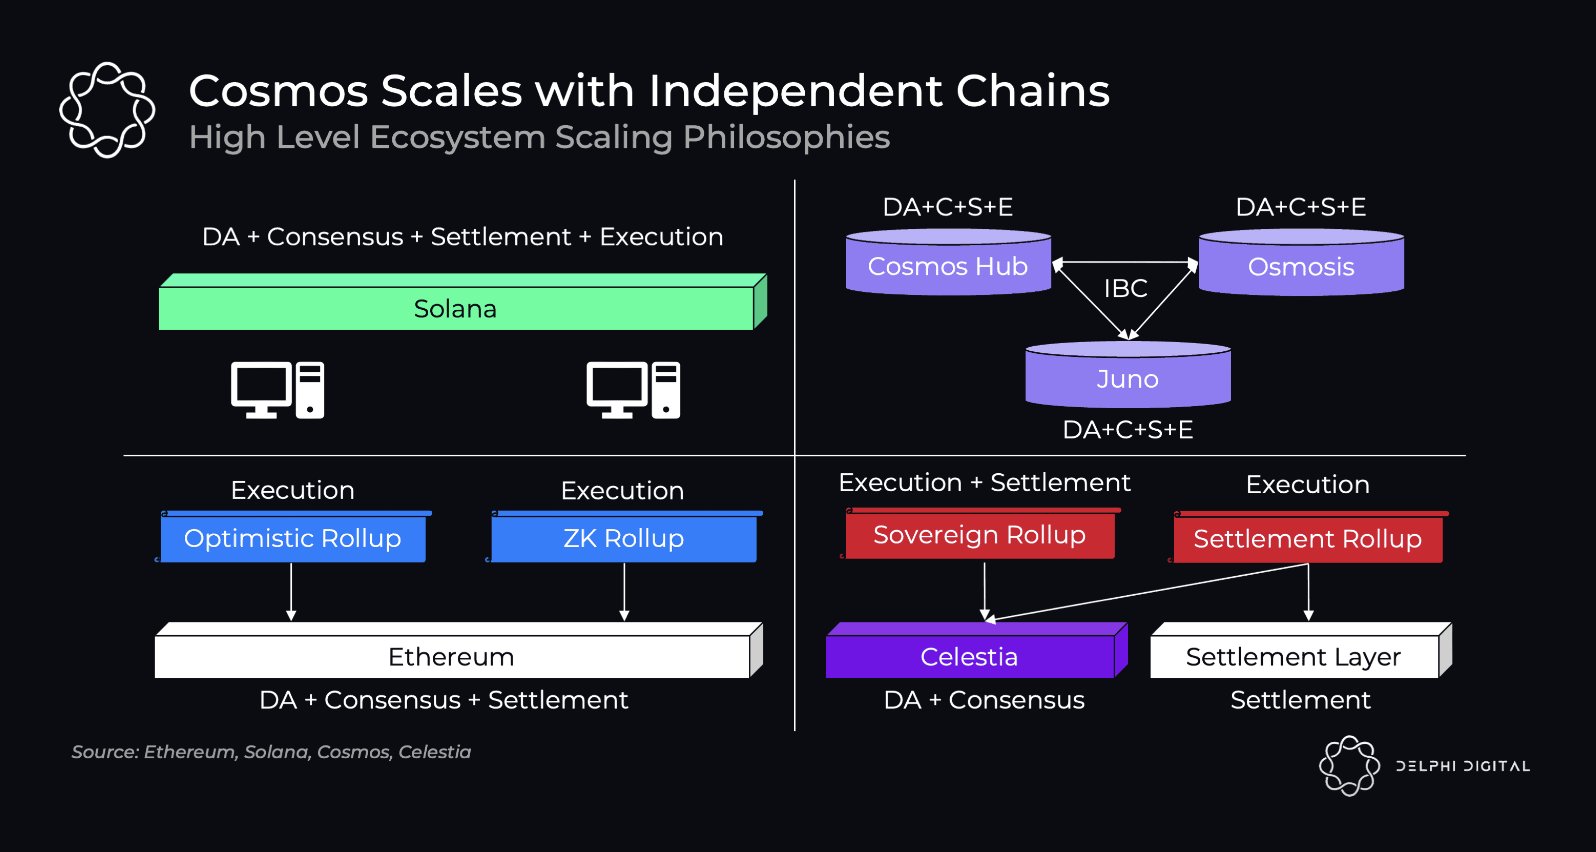 Cosmos Scales with Independent Chains
High Level Ecosystem Scaling Philosophies
DA + Consensus + Settlement + Execution
Solana
DA+C+S+E
DA+C+S+E
Cosmos Hub
Osmosis
IBC
Juno
DA+C+S+E
Execution
Execution
Optimistic Rollup
ZK Rollup
Ethereum
DA + Consensus + Settlement
Execution + Settlement
Execution
Sovereign Rollup
Settlement Rollup
Celestia
Settlement Layer
DA + Consensus
Settlement
Source: Ethereum, Solana, Cosmos, Celestia
DELPHI DIGITAL